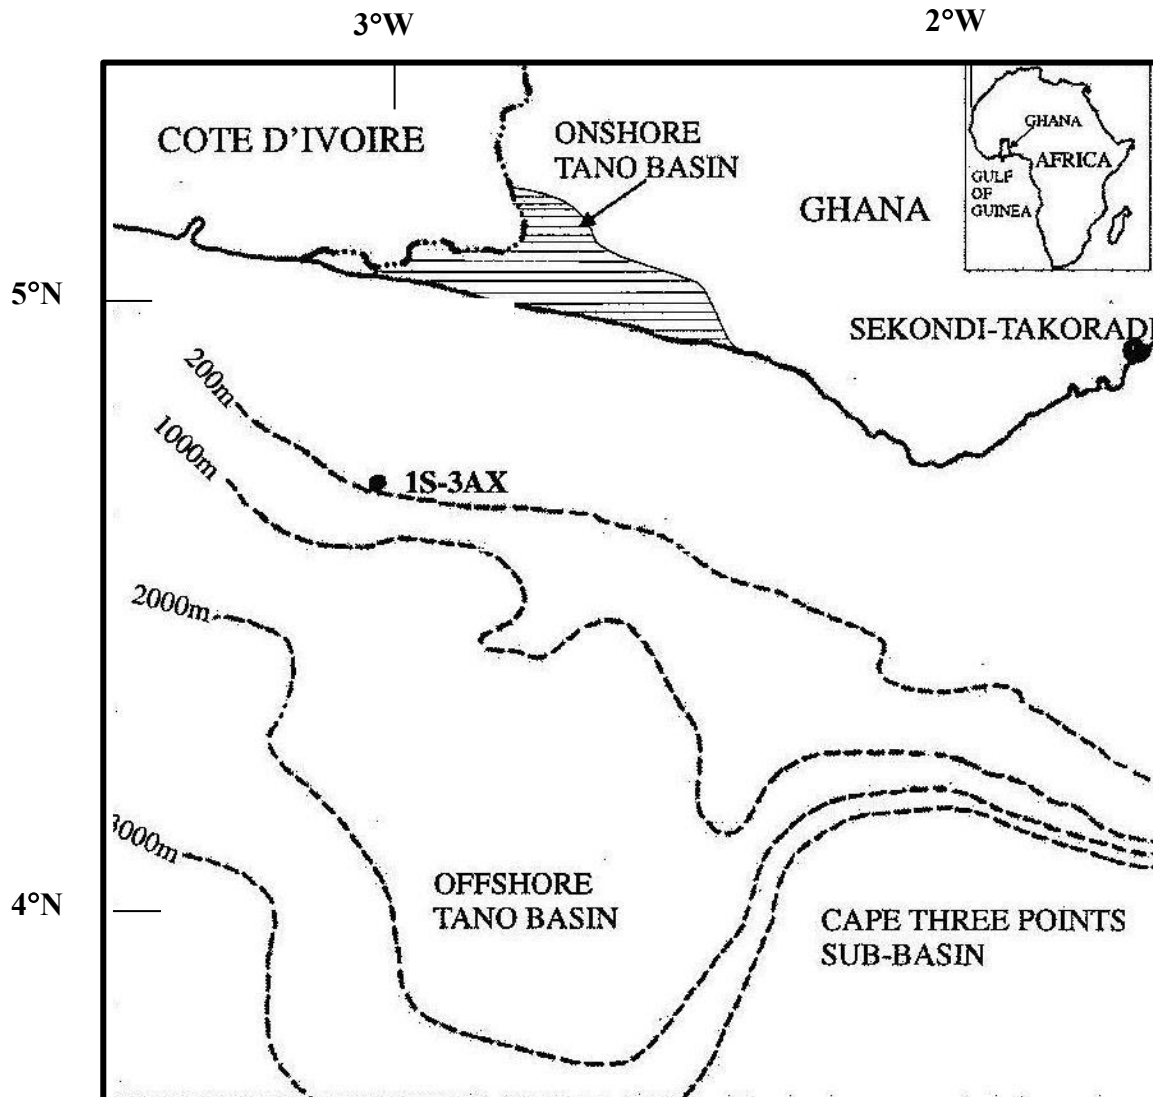 3°W
2°W
COTE D'IVOIRE
ONSHORE
TANO BASIN
GHANA
AFRICA
GULF
OF
GUINEA
GHANA
5°N
SEKONDI-TAKORADI
200m
1000m
1S-3AX
2000m
3000m
OFFSHORE
TANO BASIN
4°N
CAPE THREE POINTS
SUB-BASIN